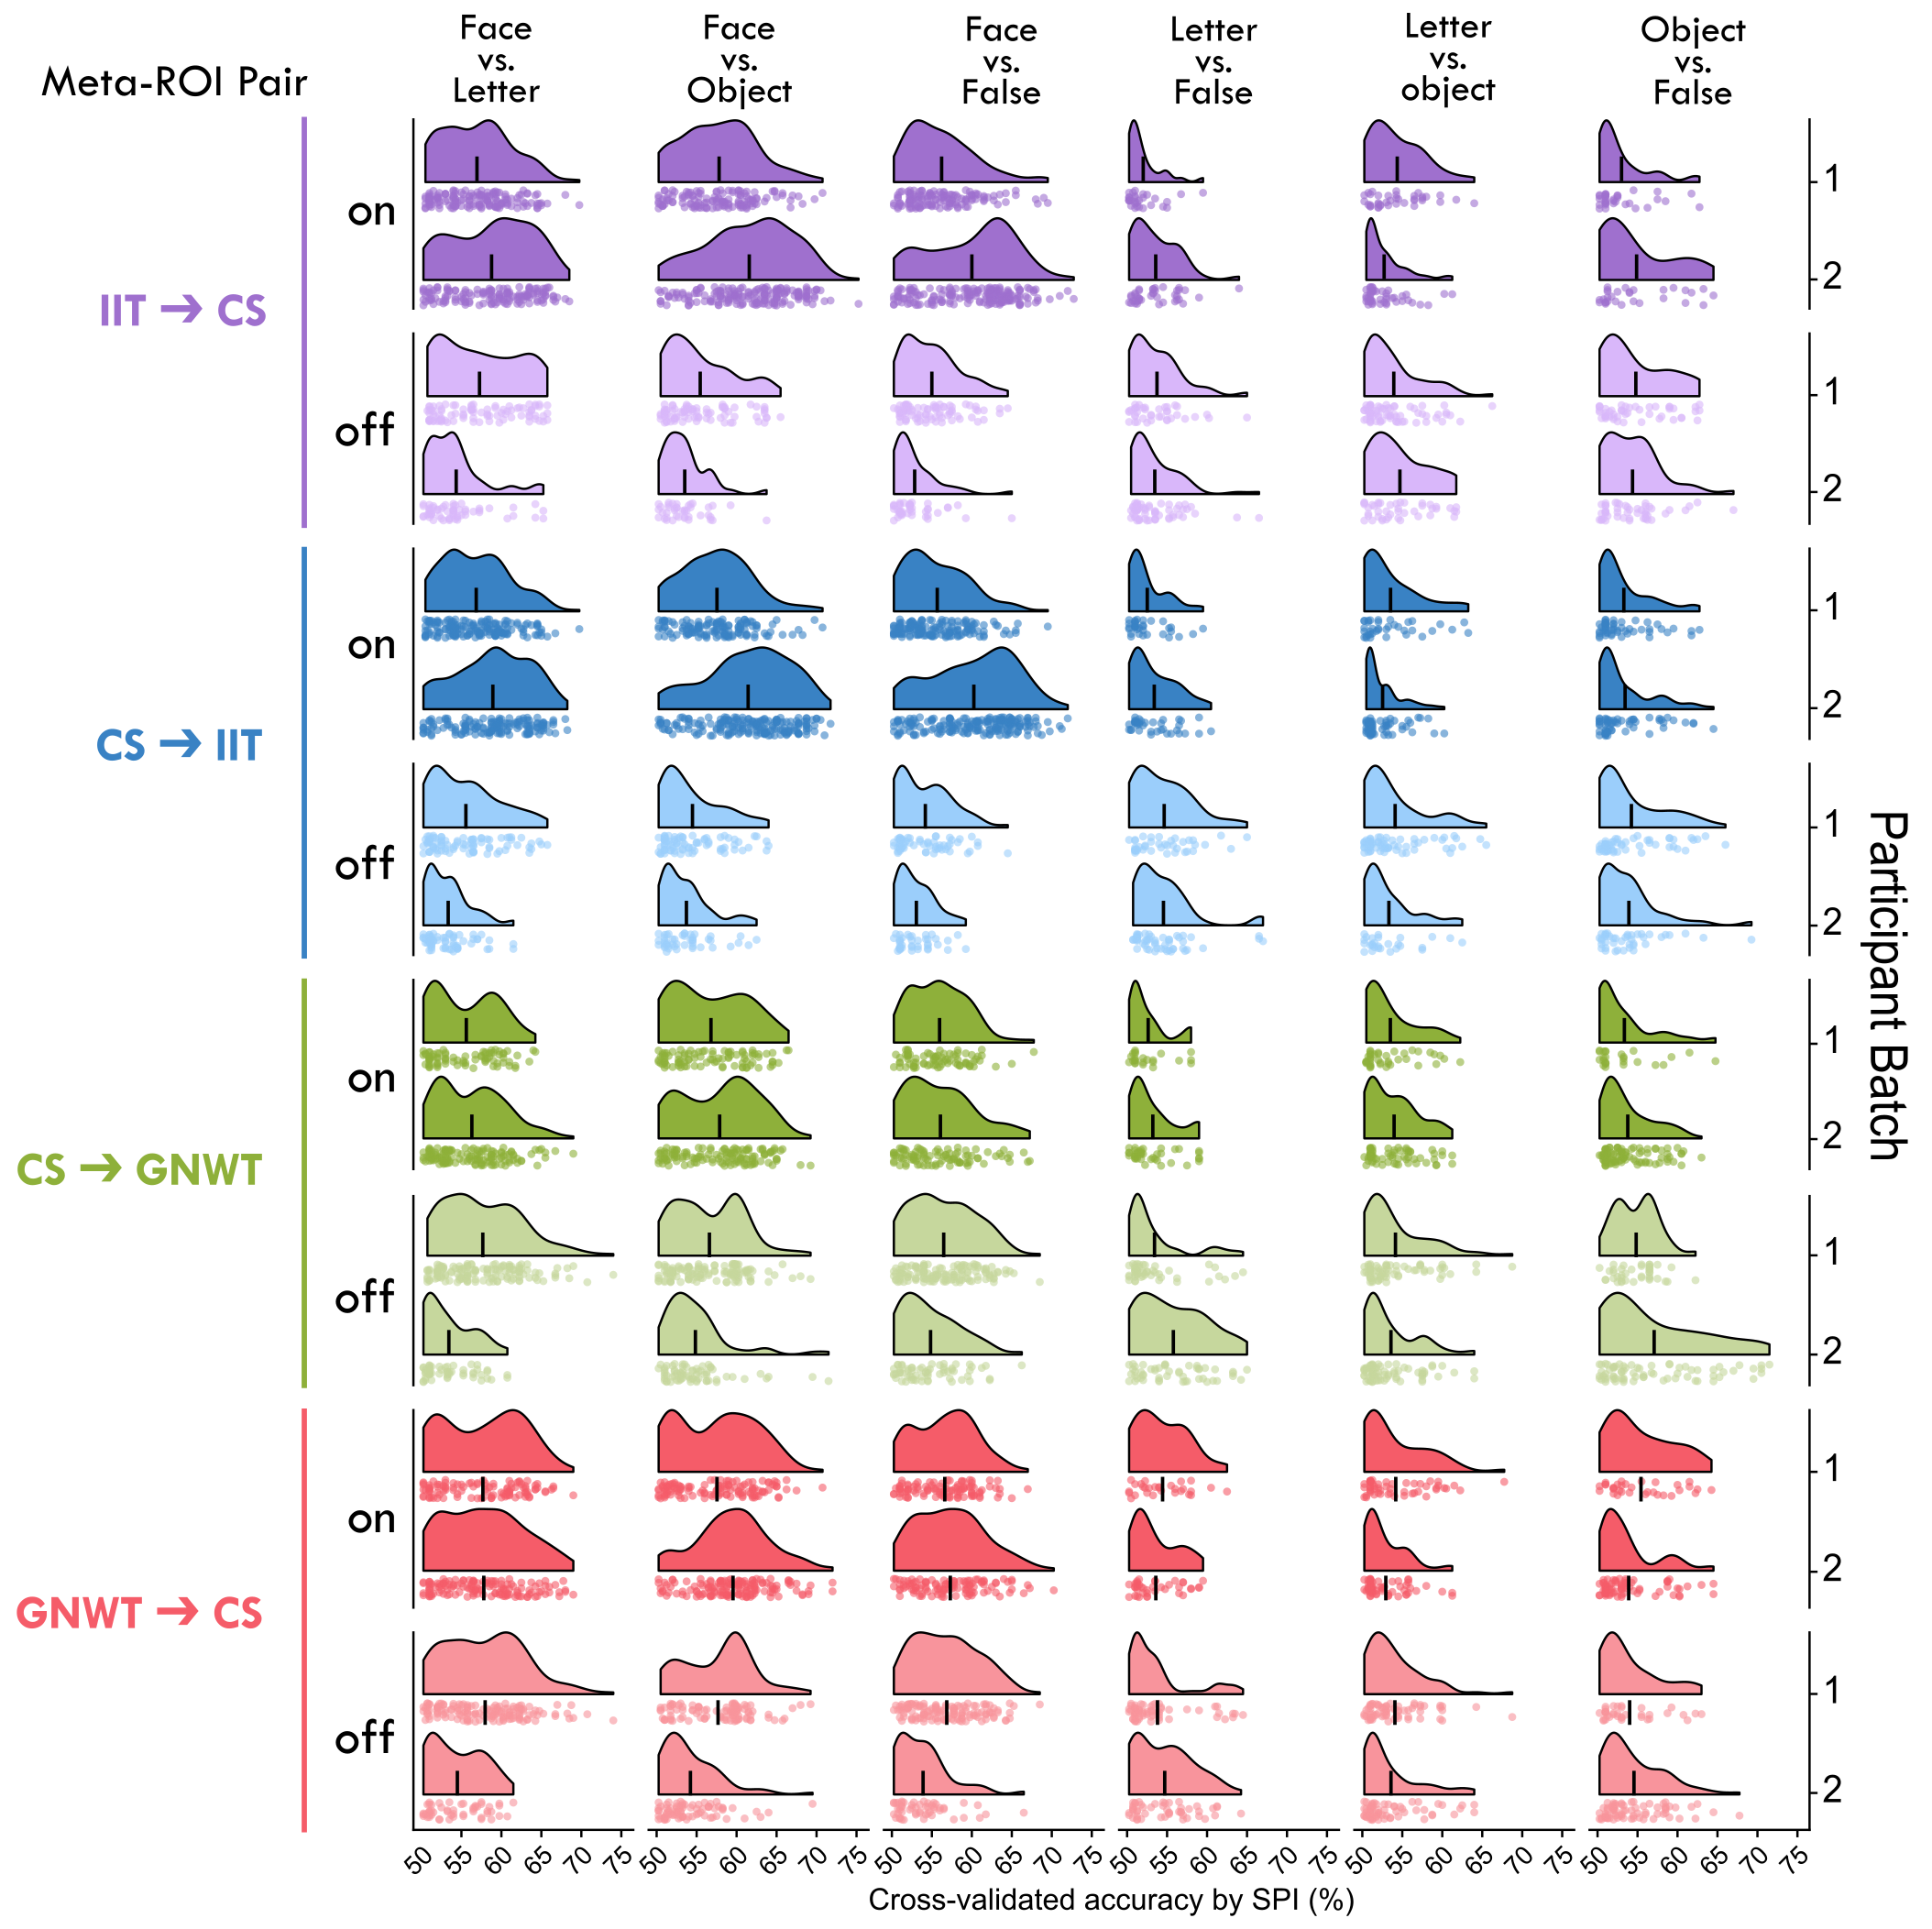 Meta-ROI Pair
Face
vs.
Letter
Face
vs.
Object
Face
vs.
False
Letter
vs.
False
Letter
vs.
object
Object
vs.
False
IIT → CS
on
1
2
off
1
2
CS → IIT
on
1
2
off
1
2
CS → GNWT
on
1
2
off
1
2
GNWT → CS
on
1
2
off
1
2
Participant Batch
50 55 60 65 70 75
50 55 60 65 70 75
50 55 60 65 70 75
50 55 60 65 70 75
50 55 60 65 70 75
50 55 60 65 70 75
Cross-validated accuracy by SPI (%)